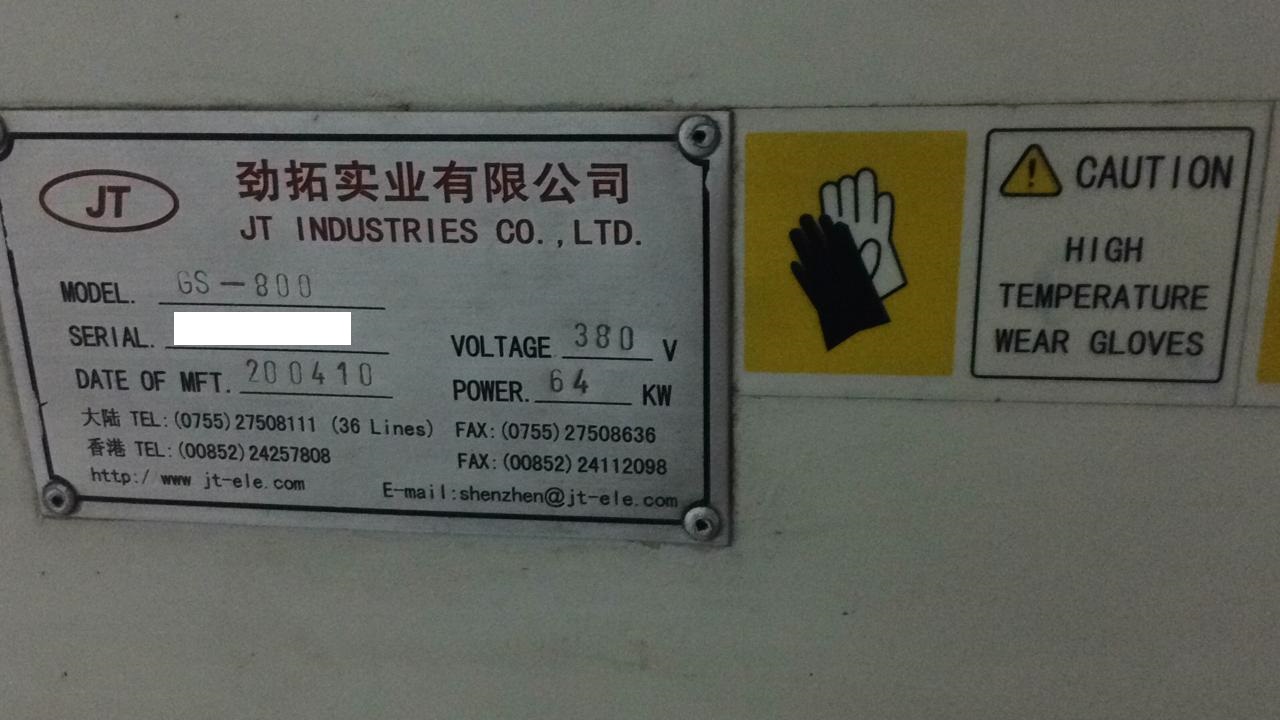 JT
劲拓实业有限公司
JT INDUSTRIES CO.,LTD.
MODEL. GS-800
SERIAL.
VOLTAGE 380 V
DATE OF MFT. 200410
POWER. 64 KW
大陆 TEL:(0755)27508111 (36 Lines) FAX:(0755)27508636
香港 TEL:(00852)24257808 FAX:(00852)24112098
http:/ www jt-ele.com E-mail:shenzhen@jt-ele.com
CAUTION
HIGH
TEMPERATURE
WEAR GLOVES